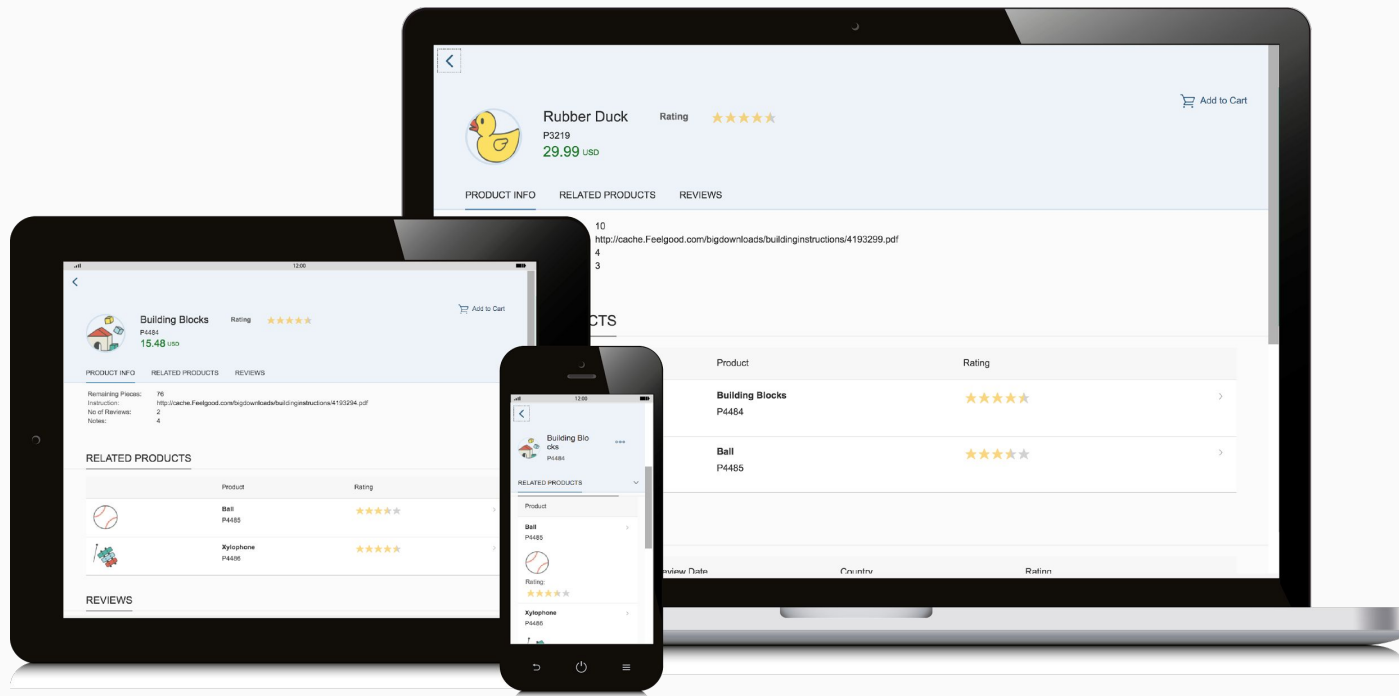 Add to Cart
Rubber Duck Rating
P3219
29.99 USD
PRODUCT INFO RELATED PRODUCTS REVIEWS
10
http://cache.Feelgood.com/bigdownloads/buildinginstructions/4193299.pdf
4
3
CTS
Product Rating
Building Blocks
P4484
Ball
P4485
eview Date Country Rating
12:00
Add to Cart
Building Blocks Rating
P4484
15.48 USD
PRODUCT INFO RELATED PRODUCTS REVIEWS
Remaining Pieces: 76
Instruction: http://cache.Feelgood.com/bigdownloads/buildinginstructions/4193294.pdf
No of Reviews: 2
Notes: 4
RELATED PRODUCTS
Product Rating
Ball
P4485
Xylophone
P4486
REVIEWS
12:00
Building Blo
cks
P4484
RELATED PRODUCTS
Product
Ball
P4485
Rating:
Xylophone
P4486